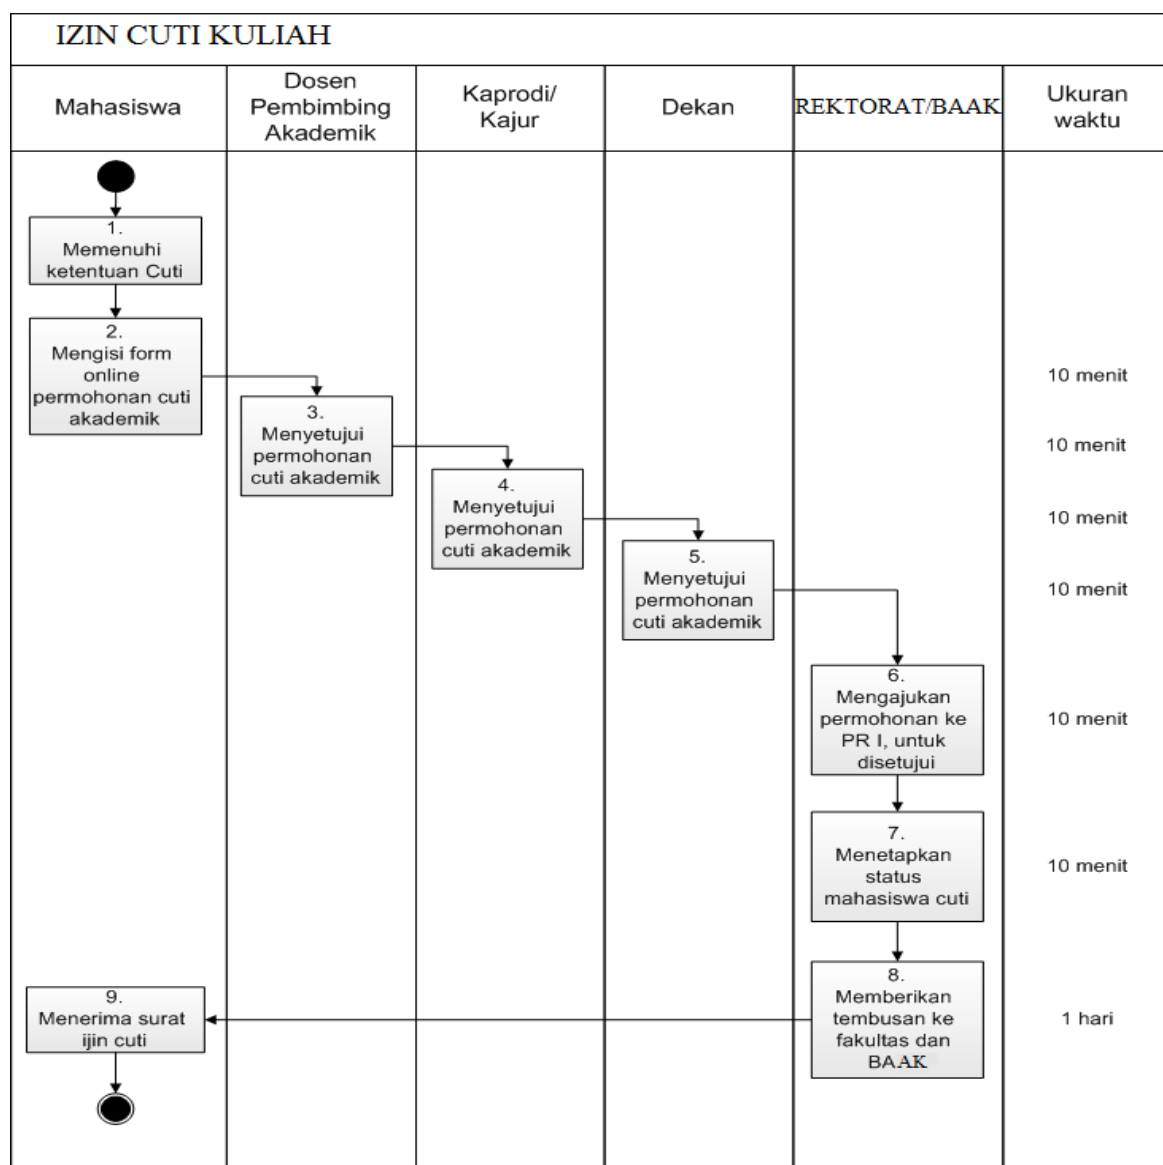 IZIN CUTI KULIAH
Mahasiswa
Dosen
Pembimbing
Akademik
Kaprodi/
Kajur
Dekan
REKTORAT/BAAK
Ukuran
waktu
1.
Memenuhi
ketentuan Cuti
2.
Mengisi form
online
permohonan cuti
akademik
10 menit
3.
Menyetujui
permohonan
cuti akademik
10 menit
4.
Menyetujui
permohonan
cuti akademik
10 menit
5.
Menyetujui
permohonan
cuti akademik
10 menit
6.
Mengajukan
permohonan ke
PR I, untuk
disetujui
10 menit
7.
Menetapkan
status
mahasiswa cuti
10 menit
8.
Memberikan
tembusan ke
fakultas dan
BAAK
1 hari
9.
Menerima surat
ijin cuti